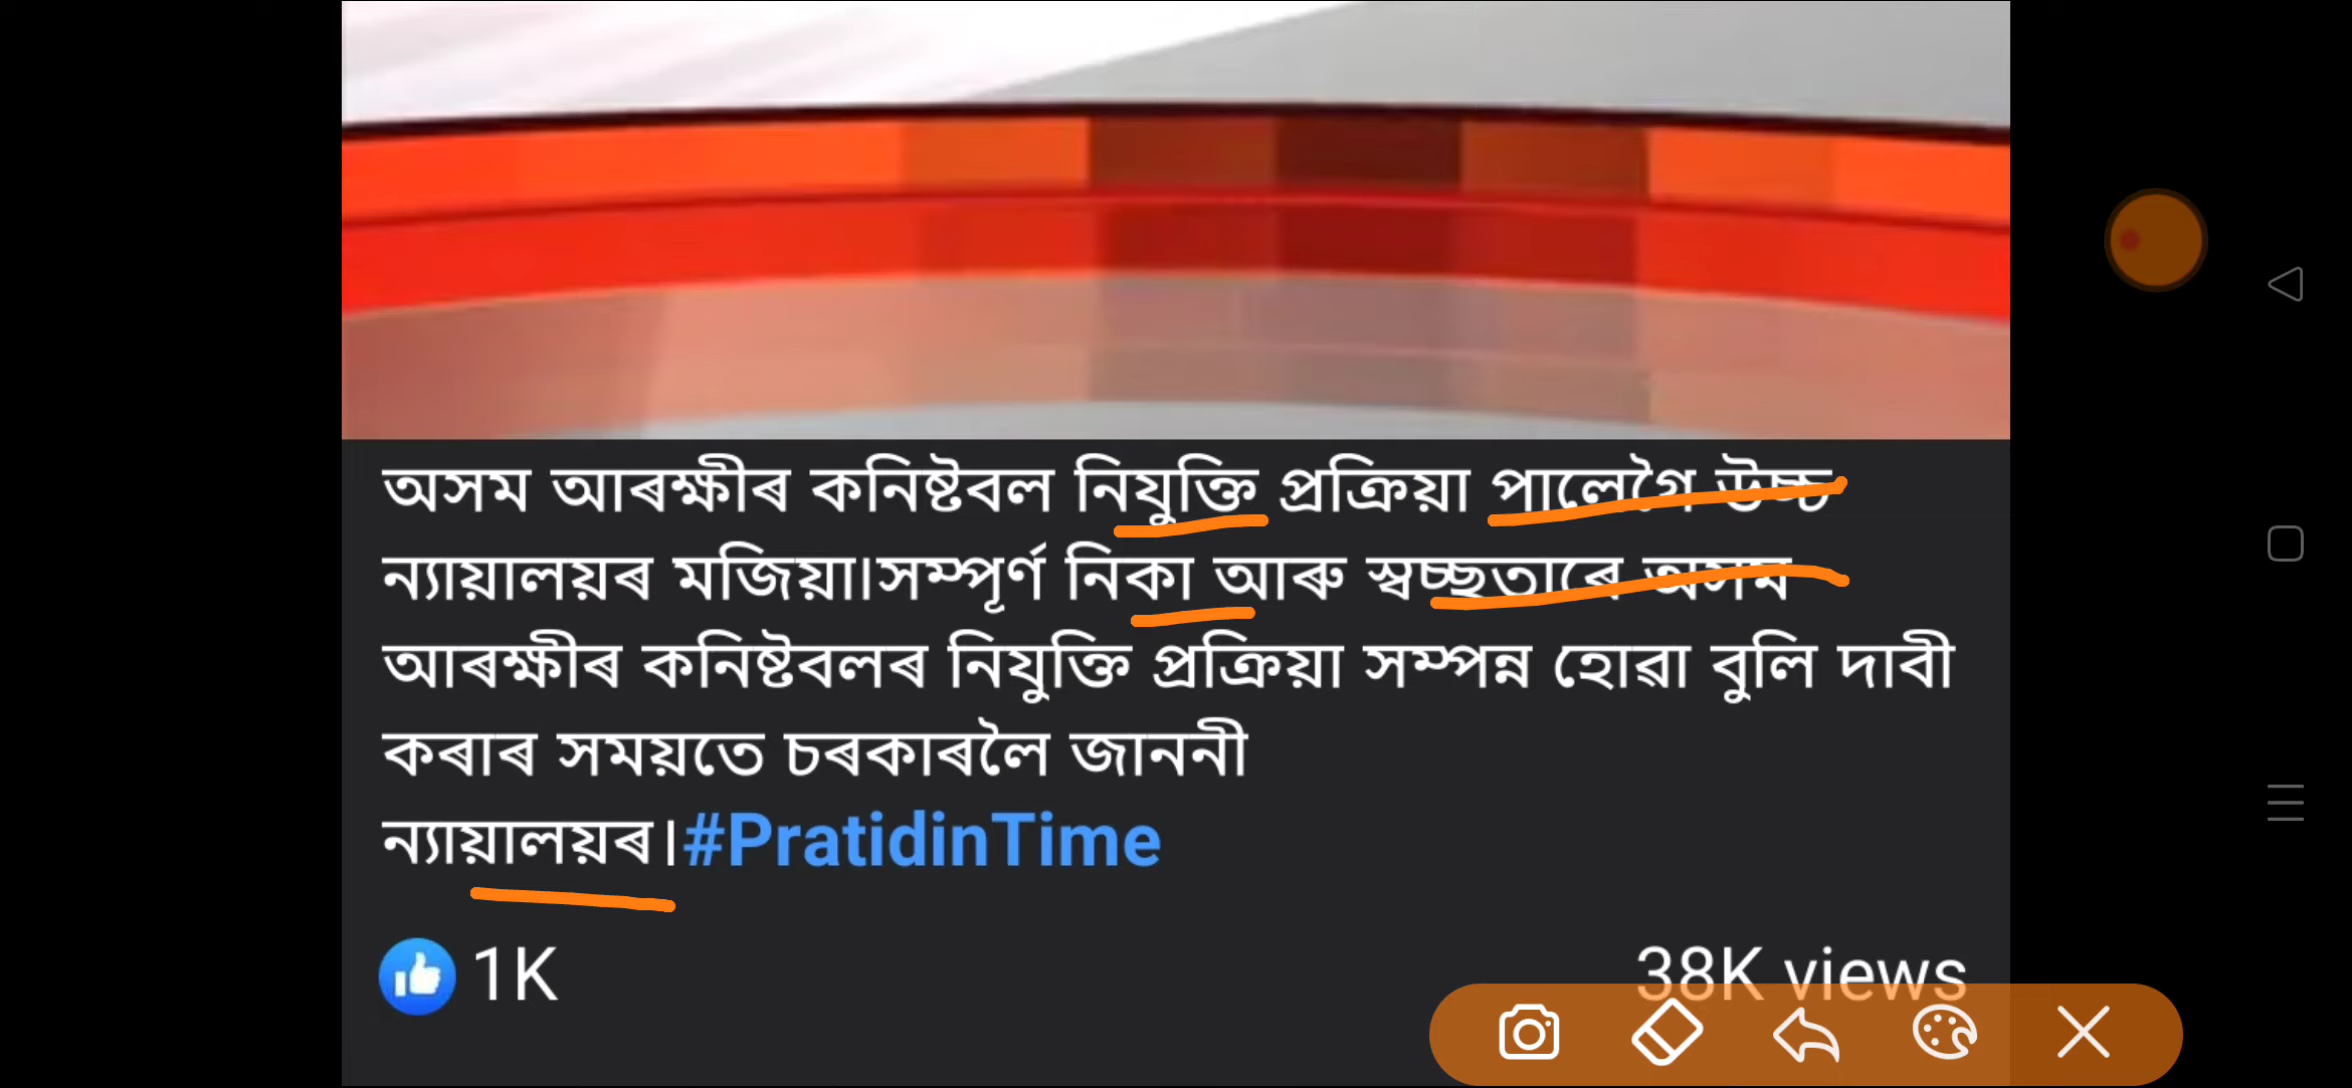 অসম আৰক্ষীৰ কনিষ্টবল নিযুক্তি প্ৰক্ৰিয়া পালেগৈ উচ্চ
ন্যায়ালয়ৰ মজিয়া।সম্পূৰ্ণ নিকা আৰু স্বচ্ছতাৰে অসম
আৰক্ষীৰ কনিষ্টবলৰ নিযুক্তি প্ৰক্ৰিয়া সম্পন্ন হোৱা বুলি দাবী
কৰাৰ সময়তে চৰকাৰলৈ জাননী
ন্যায়ালয়ৰ।#PratidinTime
1K 38K views